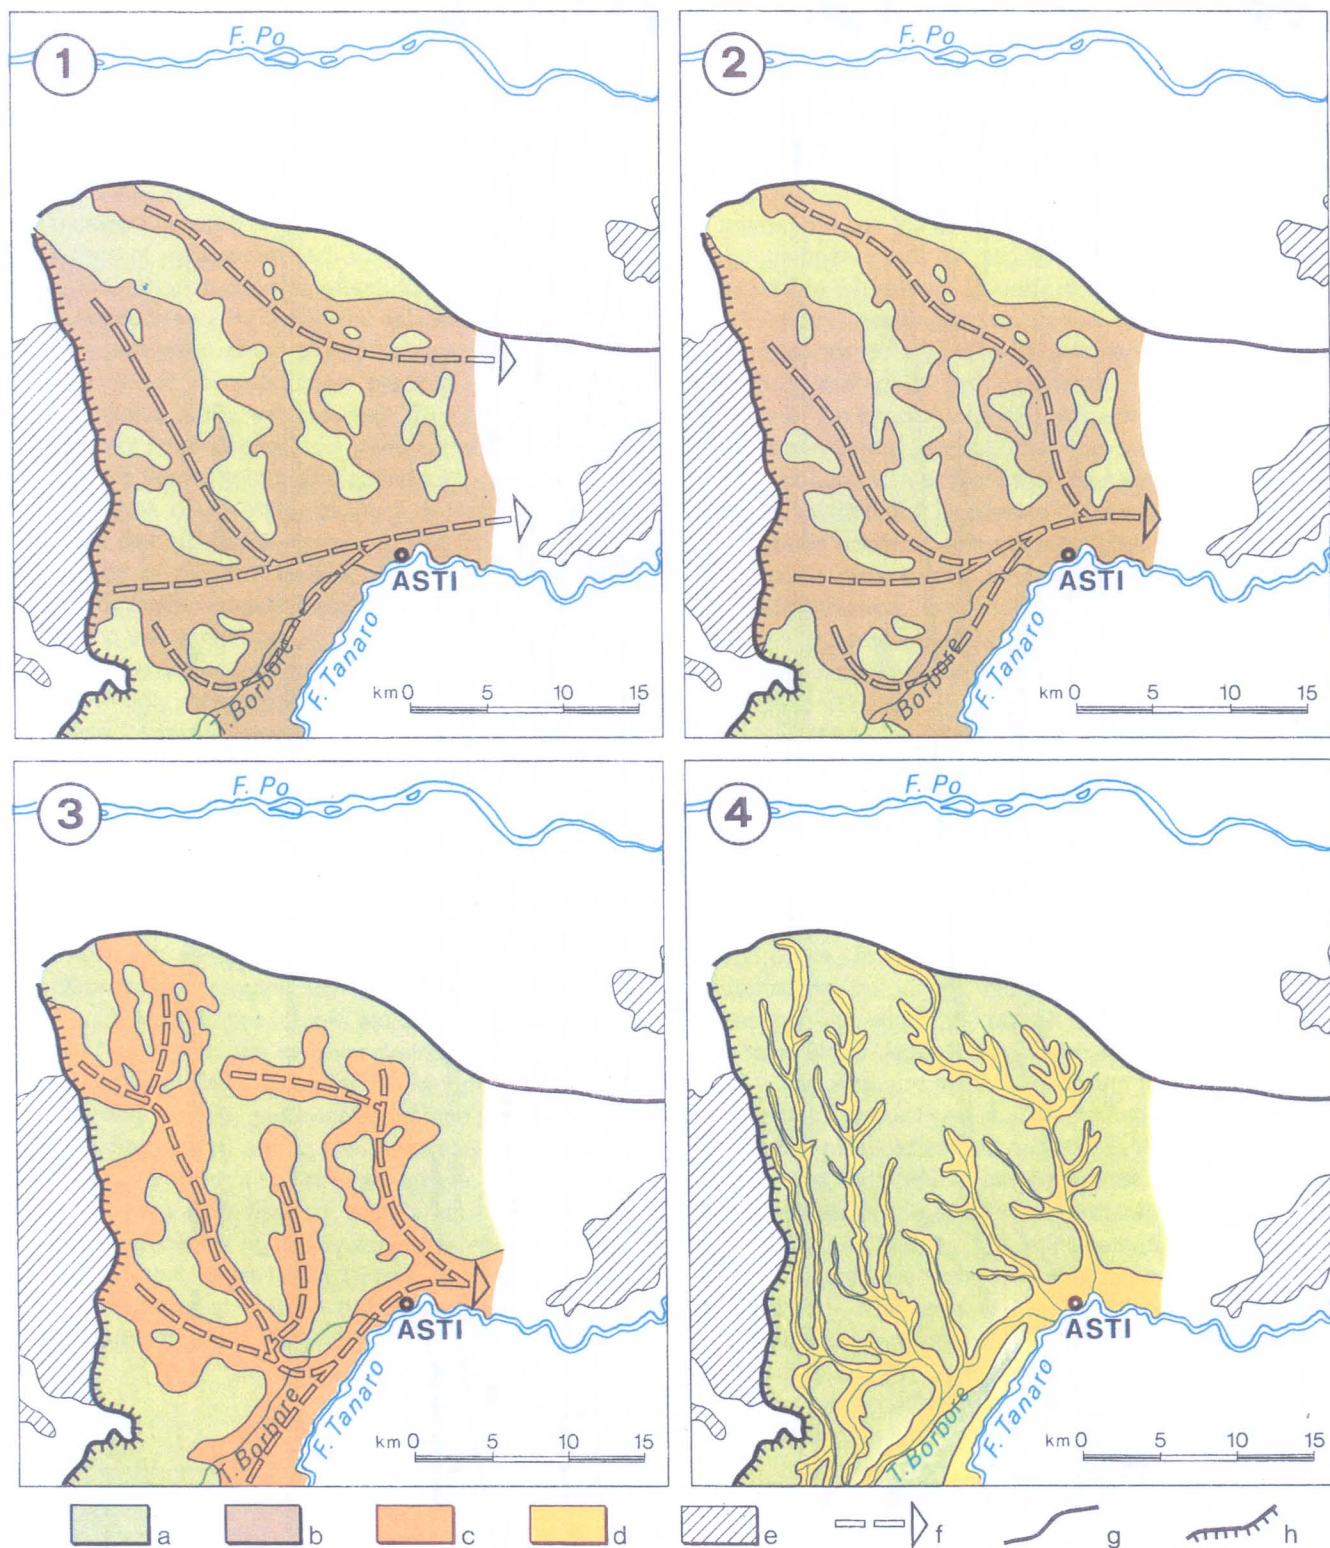 1
F. Po
ASTI
T. Borbore
F. Tanaro
km 0 5 10 15
2
F. Po
ASTI
Borbore
F. Tanaro
km 0 5 10 15
3
F. Po
ASTI
T. Borbore
F. Tanaro
km 0 5 10 15
4
F. Po
ASTI
T. Borbore
F. Tanaro
km 0 5 10 15
a b c d e f g h